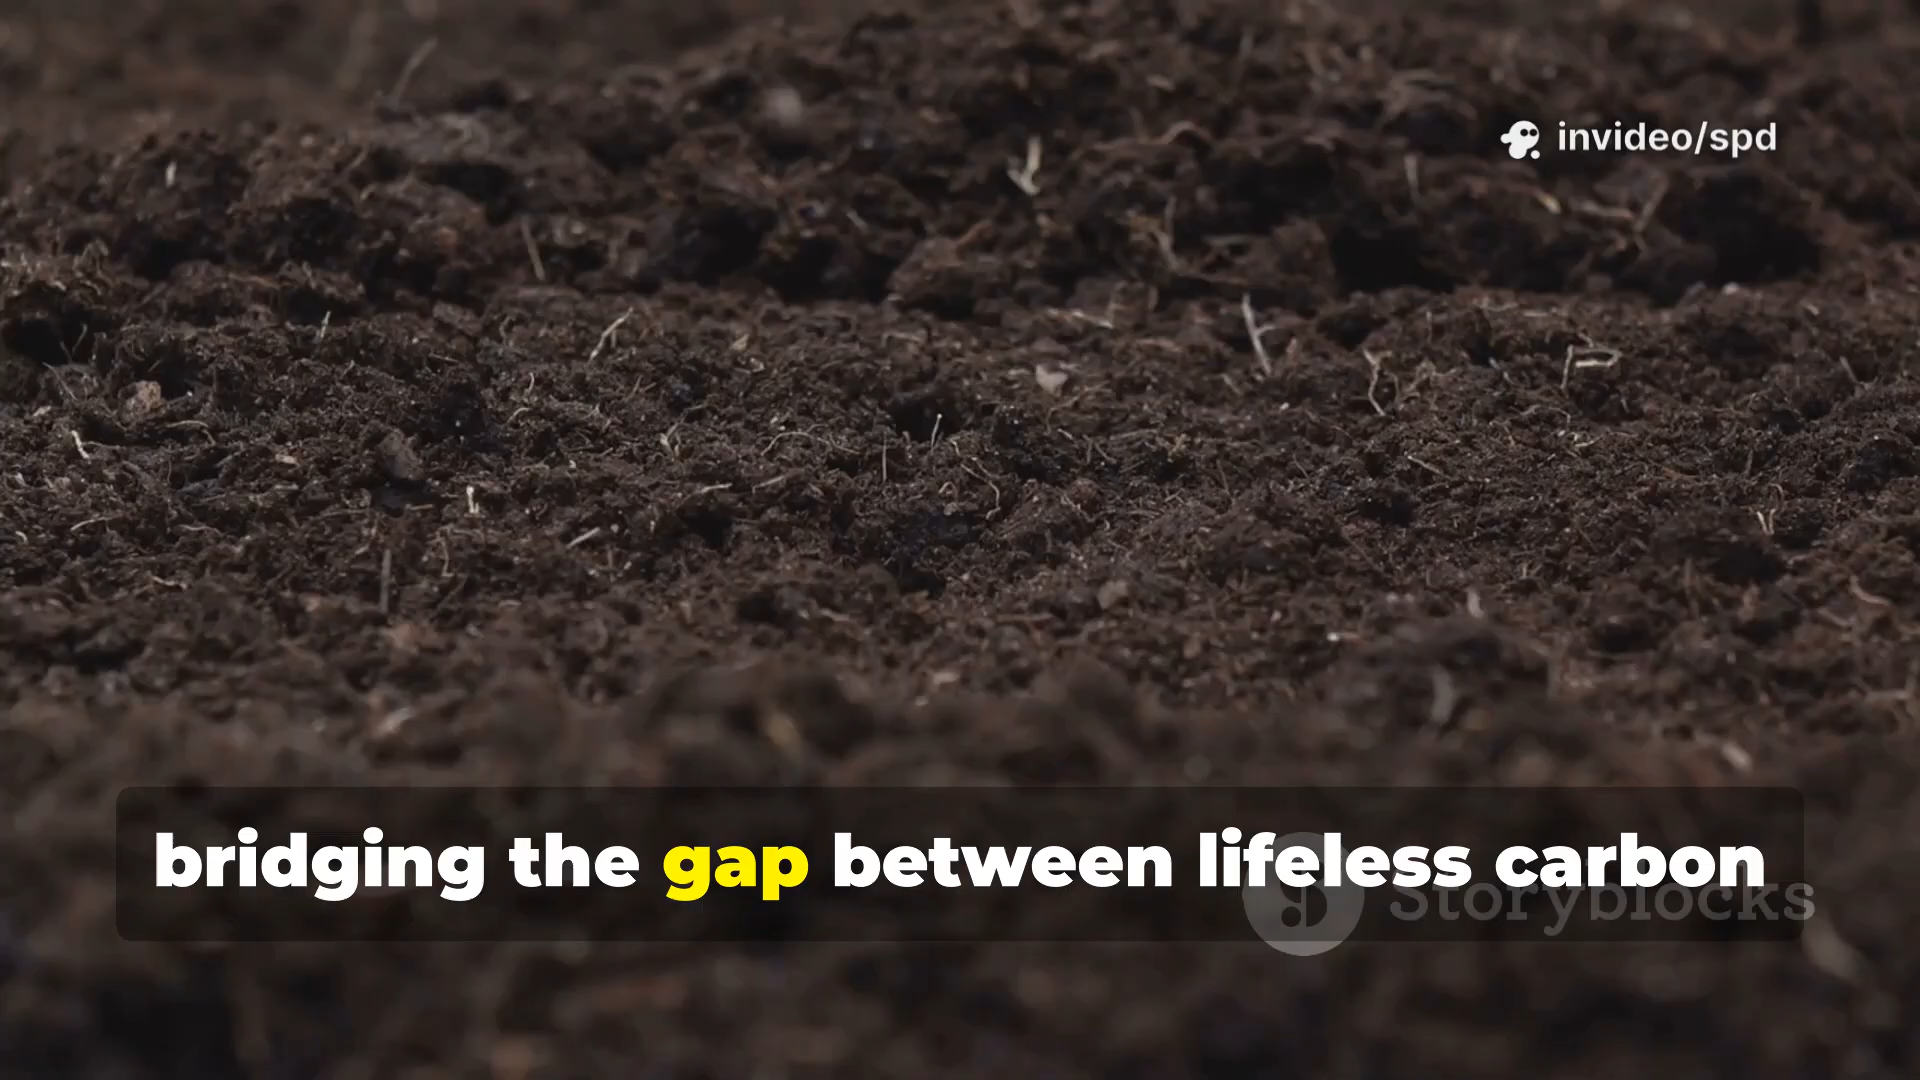 invideo/spd
bridging the gap between lifeless carbon
Storyblocks